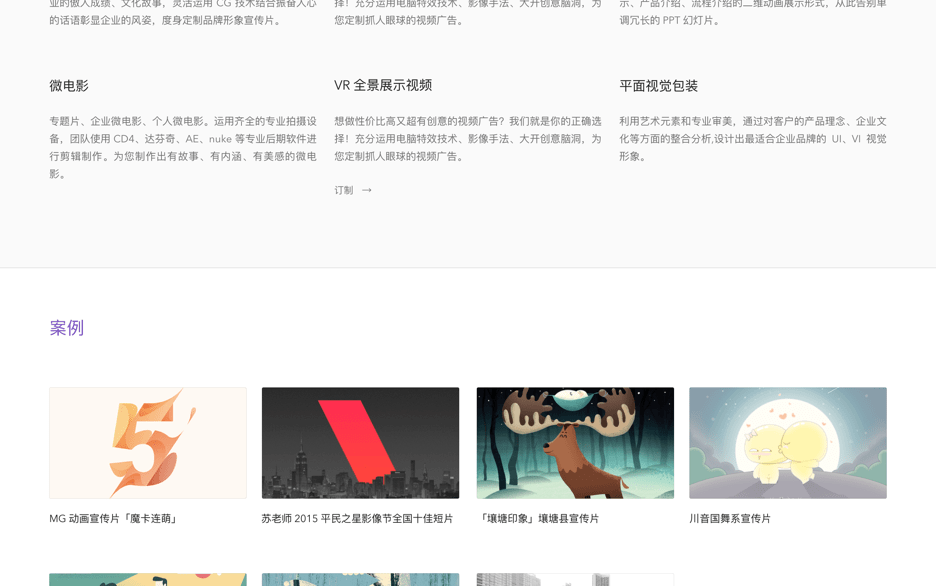 业的傲人成绩、文化故事，灵活运用 CG 技术结合振奋人心
的话语彰显企业的风姿，度身定制品牌形象宣传片。
择！充分运用电脑特效技术、影像手法、大开创意脑洞，为
您定制抓人眼球的视频广告。
示、产品介绍、流程介绍的二维动画展示形式，从此告别单
调冗长的 PPT 幻灯片。
微电影
专题片、企业微电影、个人微电影。运用齐全的专业拍摄设
备，团队使用 CD4、达芬奇、AE、nuke 等专业后期软件进
行剪辑制作。为您制作出有故事、有内涵、有美感的微电
影。
VR 全景展示视频
想做性价比高又超有创意的视频广告？我们就是你的正确选
择！充分运用电脑特效技术、影像手法、大开创意脑洞，为
您定制抓人眼球的视频广告。
订制 →
平面视觉包装
利用艺术元素和专业审美，通过对客户的产品理念、企业文
化等方面的整合分析,设计出最适合企业品牌的 UI、VI 视觉
形象。
案例
5
MG 动画宣传片「魔卡连萌」
苏老师 2015 平民之星影像节全国十佳短片
「壤塘印象」壤塘县宣传片
川音国舞系宣传片